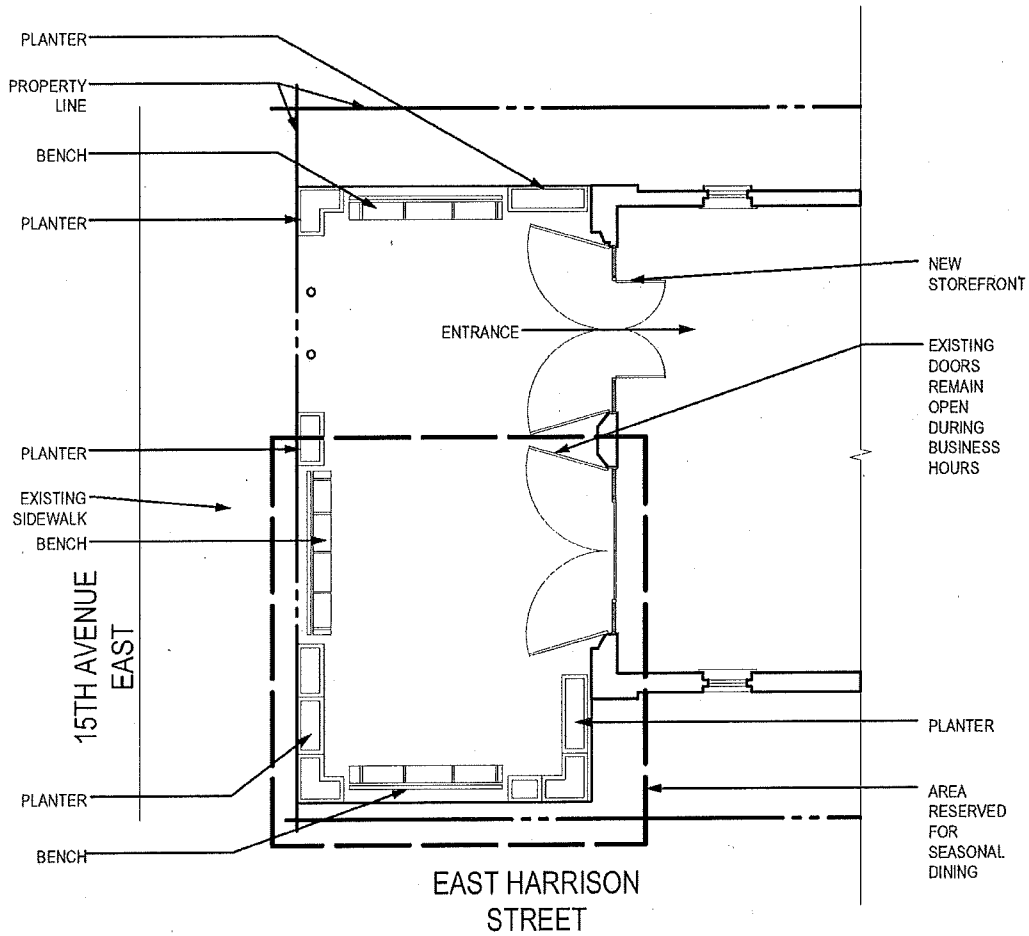 PLANTER
PROPERTY
LINE
BENCH
PLANTER
ENTRANCE
NEW
STOREFRONT
EXISTING
DOORS
REMAIN
OPEN
DURING
BUSINESS
HOURS
PLANTER
EXISTING
SIDEWALK
BENCH
15TH AVENUE
EAST
PLANTER
BENCH
PLANTER
AREA
RESERVED
FOR
SEASONAL
DINING
EAST HARRISON
STREET